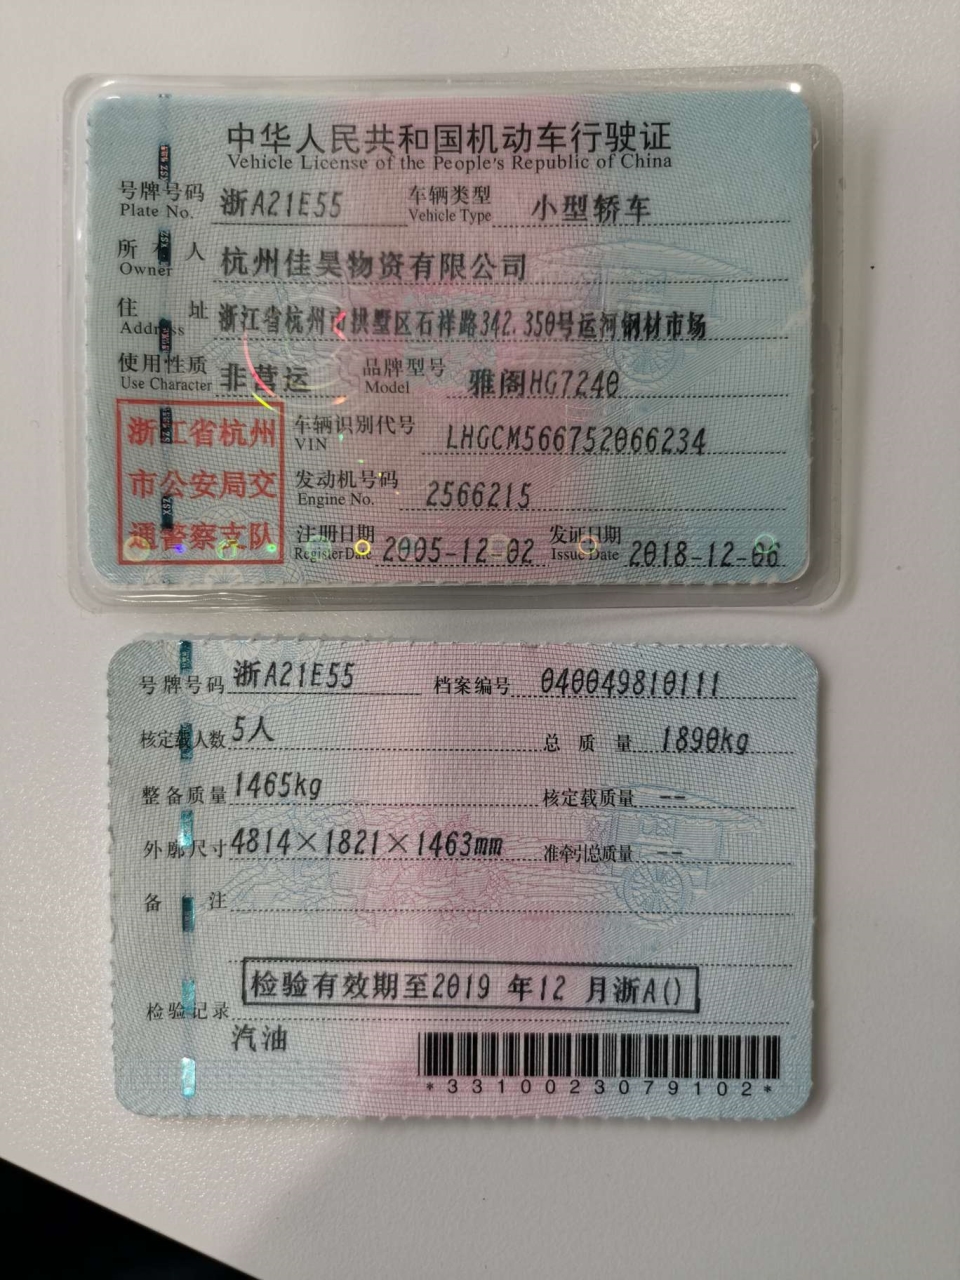 中华人民共和国机动车行驶证
Vehicle License of the People's Republic of China
号牌号码 浙A21E55 车辆类型 小型轿车
Plate No. Vehicle Type
所有人 杭州佳昊物资有限公司
Owner
住址 浙江省杭州市拱墅区石祥路342.350号运河钢材市场
Address
使用性质 非营运 品牌型号 雅阁HG7240
Use Character Model
浙江省杭州
市公安局交
通警察支队
车辆识别代号 LHGCM566752066234
VIN
发动机号码 2566215
Engine No.
注册日期 2005-12-02 发证日期 2018-12-06
Register Date Issue Date
号牌号码 浙A21E55 档案编号 040049810111
核定载人数 5人 总质量 1890kg
整备质量 1465kg 核定载质量 --
外廓尺寸 4814×1821×1463mm 准牵引总质量 --
备注
检验有效期至2019 年12 月浙A()
检验记录
汽油
*3310023079102*